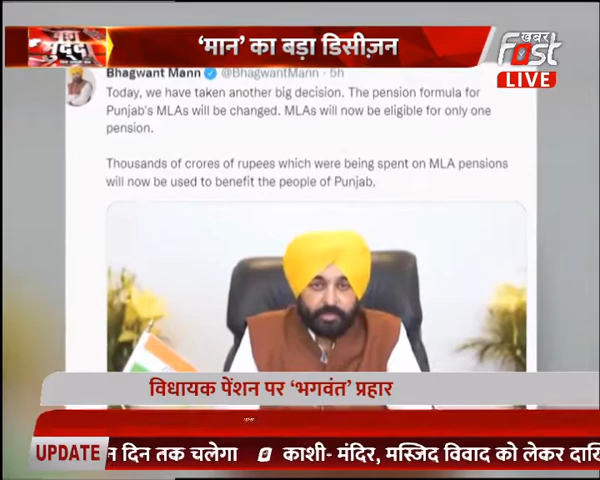 बड़ा
मुद्दा
'मान' का बड़ा डिसीज़न
खबर
Fast
LIVE
Bhagwant Mann @BhagwantMann · 5h
Today, we have taken another big decision. The pension formula for
Punjab's MLAs will be changed. MLAs will now be eligible for only one
pension.
Thousands of crores of rupees which were being spent on MLA pensions
will now be used to benefit the people of Punjab.
विधायक पेंशन पर 'भगवंत' प्रहार
UPDATE
दिन तक चलेगा काशी- मंदिर, मस्जिद विवाद को लेकर